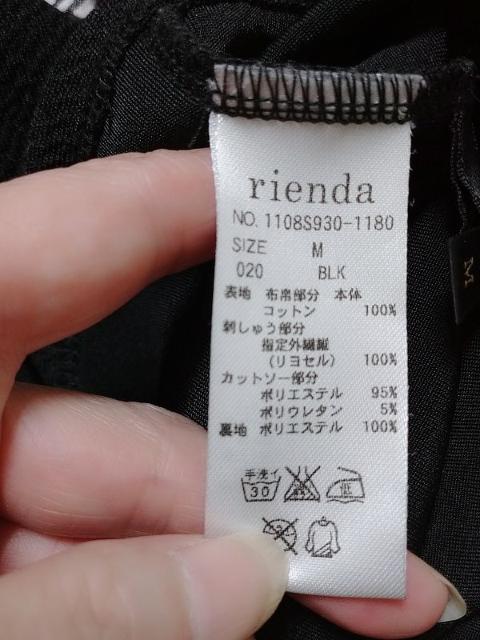 rienda
NO. 1108S930-1180
SIZE M
020 BLK
表地 布帛部分 本体
コットン 100%
刺しゅう部分
指定外繊維
(リヨセル) 100%
カットソー部分
ポリエステル 95%
ポリウレタン 5%
裏地 ポリエステル 100%
手洗イ
30 低
M